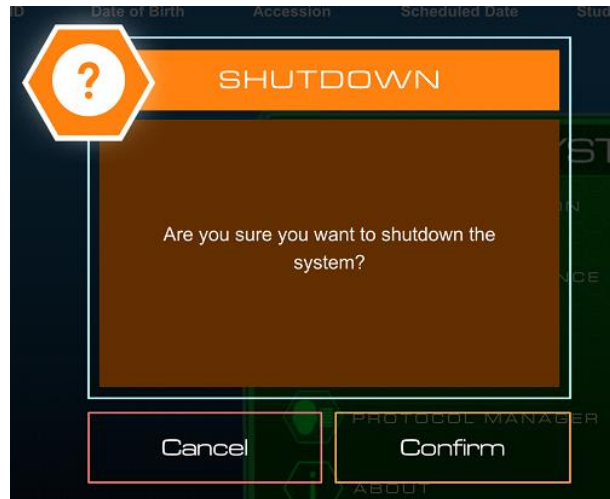 Date of Birth Accession Scheduled Date
?
SHUTDOWN
Are you sure you want to shutdown the
system?
Cancel Confirm
PROTOCOL MANAGER
ABOUT